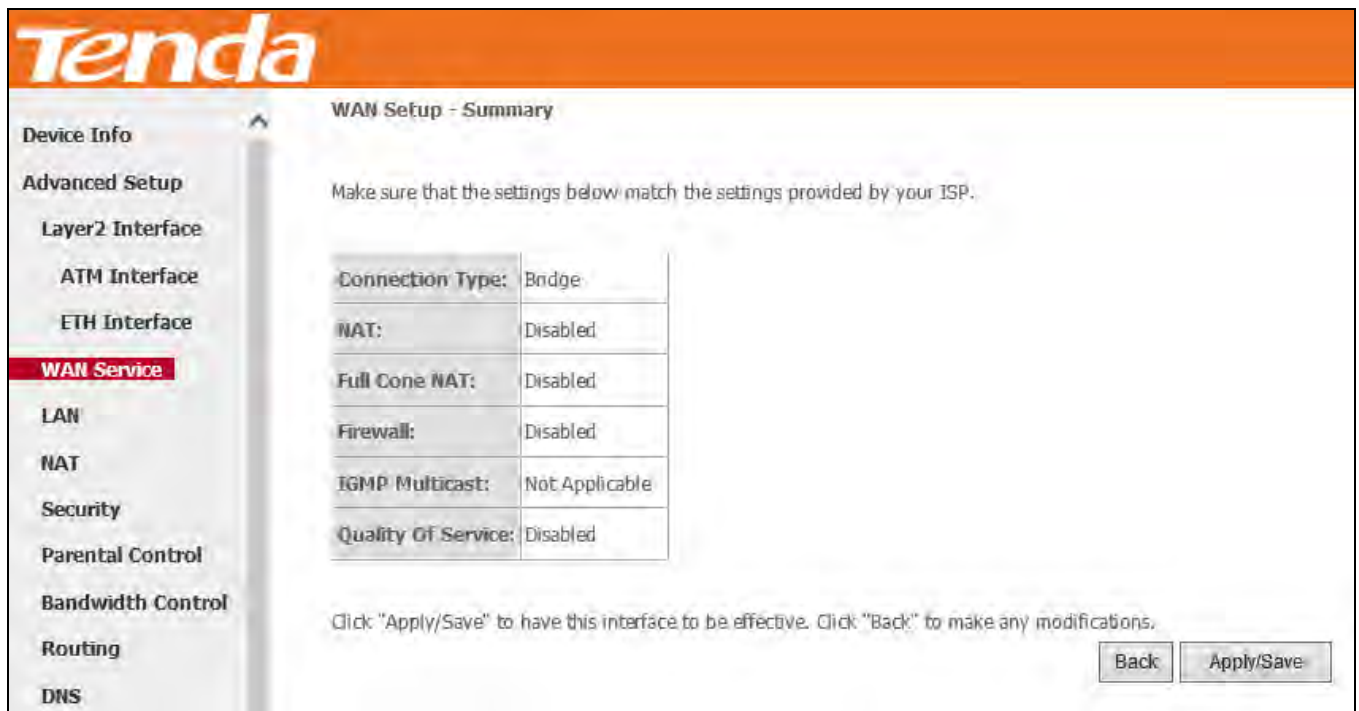 Tenda
Device Info
Advanced Setup
Layer2 Interface
ATM Interface
ETH Interface
WAN Service
LAN
NAT
Security
Parental Control
Bandwidth Control
Routing
DNS
WAN Setup - Summary
Make sure that the settings below match the settings provided by your ISP.
Connection Type: Bridge
NAT: Disabled
Full Cone NAT: Disabled
Firewall: Disabled
IGMP Multicast: Not Applicable
Quality Of Service: Disabled
Click "Apply/Save" to have this interface to be effective. Click "Back" to make any modifications.
Back Apply/Save